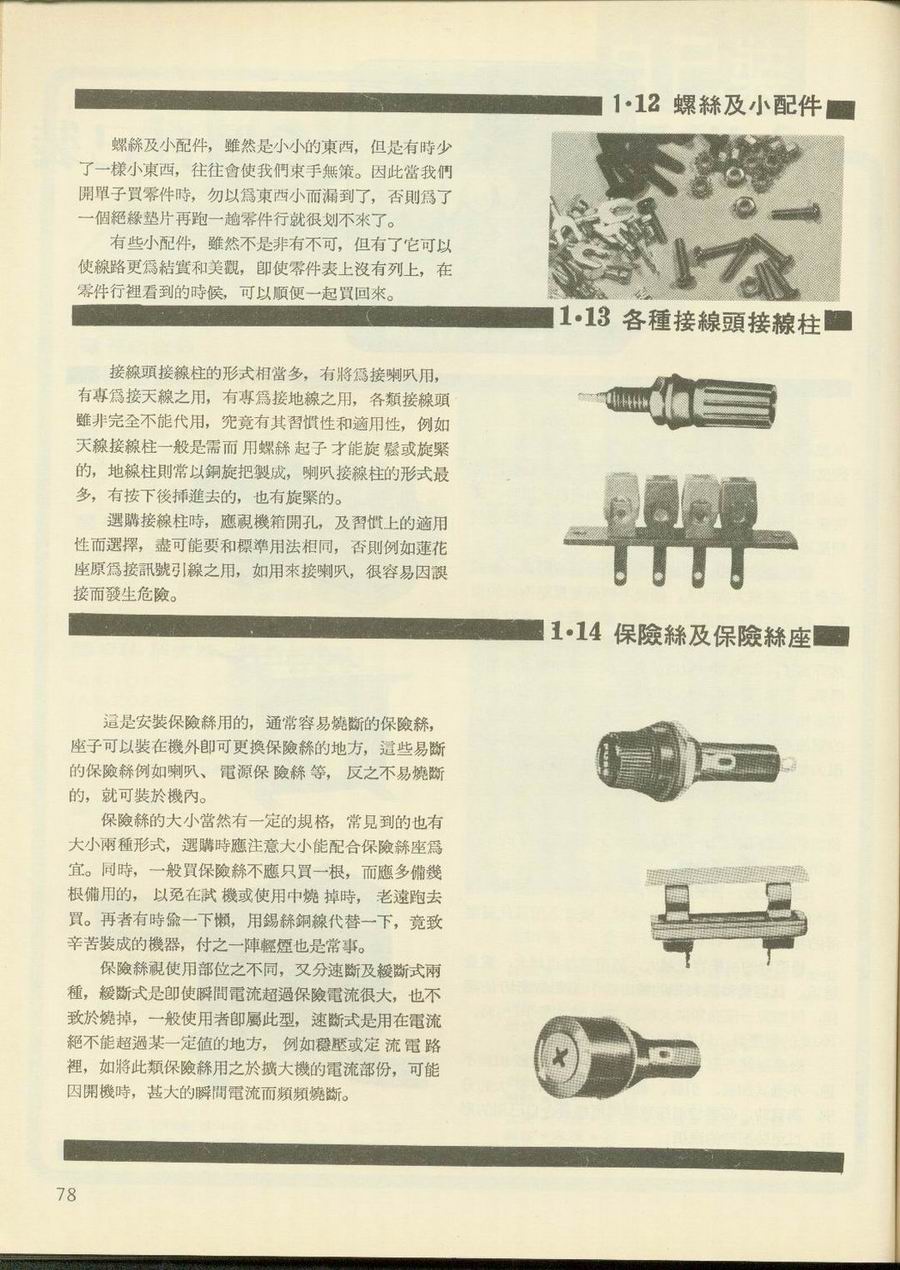 1·12 螺絲及小配件
螺絲及小配件，雖然是小小的東西，但是有時少
了一樣小東西，往往會使我們束手無策。因此當我們
開單子買零件時，勿以爲東西小而漏到了，否則爲了
一個絕緣墊片再跑一趟零件行就很划不來了。
有些小配件，雖然不是非有不可，但有了它可以
使線路更爲結實和美觀，卽使零件表上沒有列上，在
零件行裡看到的時候，可以順便一起買回來。
1·13 各種接線頭接線柱
接線頭接線柱的形式相當多，有將爲接喇叭用，
有專爲接天線之用，有專爲接地線之用，各類接線頭
雖非完全不能代用，究竟有其習慣性和適用性，例如
天線接線柱一般是需而用螺絲起子才能旋鬆或旋緊
的，地線柱則常以銅旋把製成，喇叭接線柱的形式最
多，有按下後揷進去的，也有旋緊的。
選購接線柱時，應視機箱開孔，及習慣上的適用
性而選擇，盡可能要和標準用法相同，否則例如蓮花
座原爲接訊號引線之用，如用來接喇叭，很容易因誤
接而發生危險。
1·14 保險絲及保險絲座
這是安裝保險絲用的，通常容易燒斷的保險絲，
座子可以裝在機外卽可更換保險絲的地方，這些易斷
的保險絲例如喇叭、電源保險絲等，反之不易燒斷
的，就可裝於機內。
保險絲的大小當然有一定的規格，常見到的也有
大小兩種形式，選購時應注意大小能配合保險絲座爲
宜。同時，一般買保險絲不應只買一根，而應多備幾
根備用的，以免在試機或使用中燒掉時，老遠跑去
買。再者有時偸一下懶，用錫絲銅線代替一下，竟致
辛苦裝成的機器，付之一陣輕煙也是常事。
保險絲視使用部位之不同，又分速斷及緩斷式兩
種，緩斷式是卽使瞬間電流超過保險電流很大，也不
致於燒掉，一般使用者卽屬此型，速斷式是用在電流
絕不能超過某一定値的地方，例如穩壓或定流電路
裡，如將此類保險絲用之於擴大機的電流部份，可能
因開機時，甚大的瞬間電流而頻頻燒斷。
78